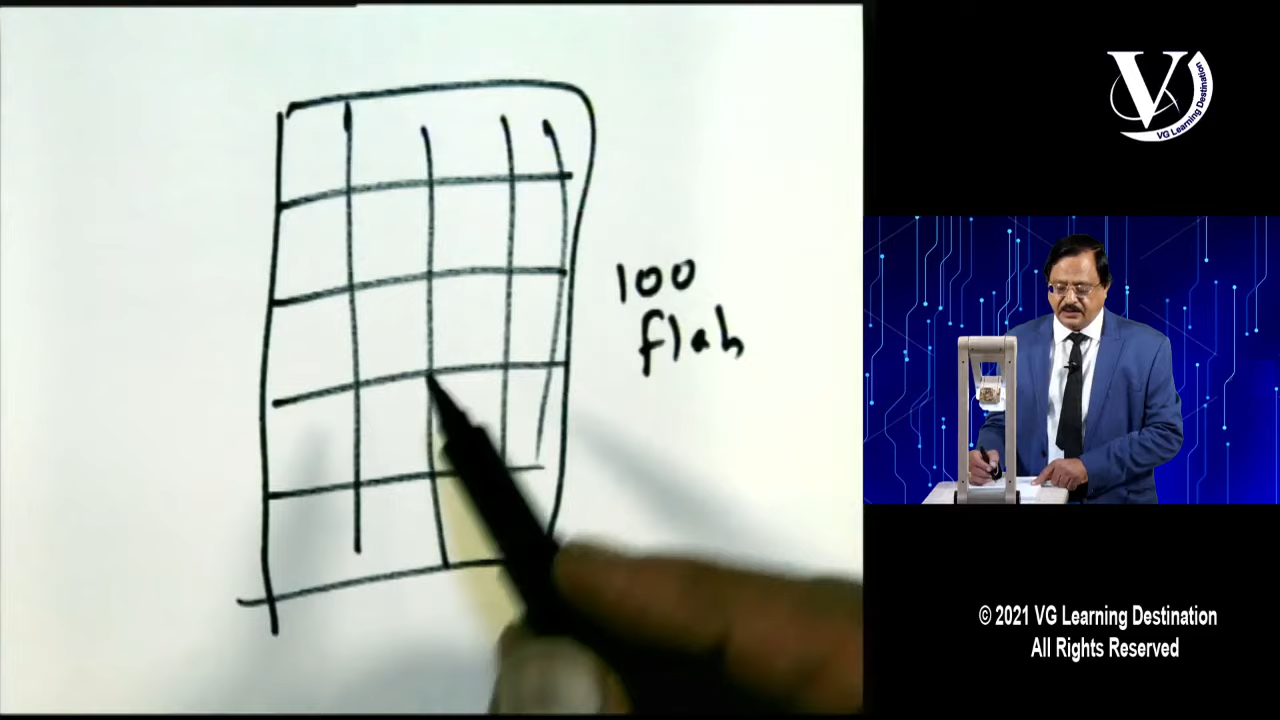 100
flah
V
VG Learning Destination
© 2021 VG Learning Destination
All Rights Reserved